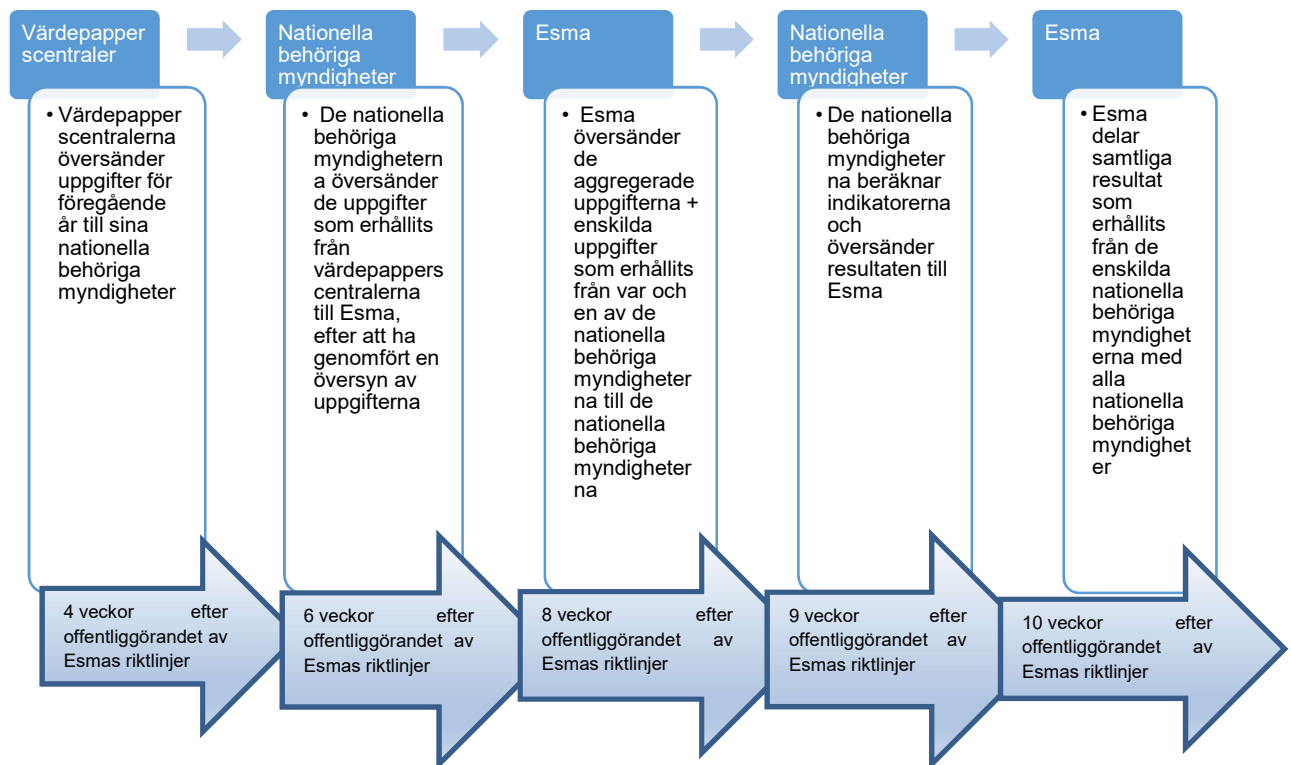 Värdepapper
scentraler
Nationella
behöriga
myndigheter
Esma
Nationella
behöriga
myndigheter
Esma
• Värdepapper
scentralerna
översänder
uppgifter för
föregående
år till sina
nationella
behöriga
myndigheter
• De nationella
behöriga
myndighetern
a översänder
de uppgifter
som erhållits
från
värdepappers
centralerna
till Esma,
efter att ha
genomfört en
översyn av
uppgifterna
• Esma
översänder
de
aggregerade
uppgifterna +
enskilda
uppgifter
som erhållits
från var och
en av de
nationella
behöriga
myndigheter
na till de
nationella
behöriga
myndigheter
na
• De nationella
behöriga
myndigheter
na beräknar
indikatorerna
och
översänder
resultaten till
Esma
• Esma
delar
samtliga
resultat
som
erhållits
från de
enskilda
nationella
behöriga
myndighet
erna med
alla
nationella
behöriga
myndighet
er
4 veckor efter
offentliggörandet av
Esmas riktlinjer
6 veckor efter
offentliggörandet av
Esmas riktlinjer
8 veckor efter
offentliggörandet av
Esmas riktlinjer
9 veckor efter
offentliggörandet av
Esmas riktlinjer
10 veckor efter
offentliggörandet av
Esmas riktlinjer